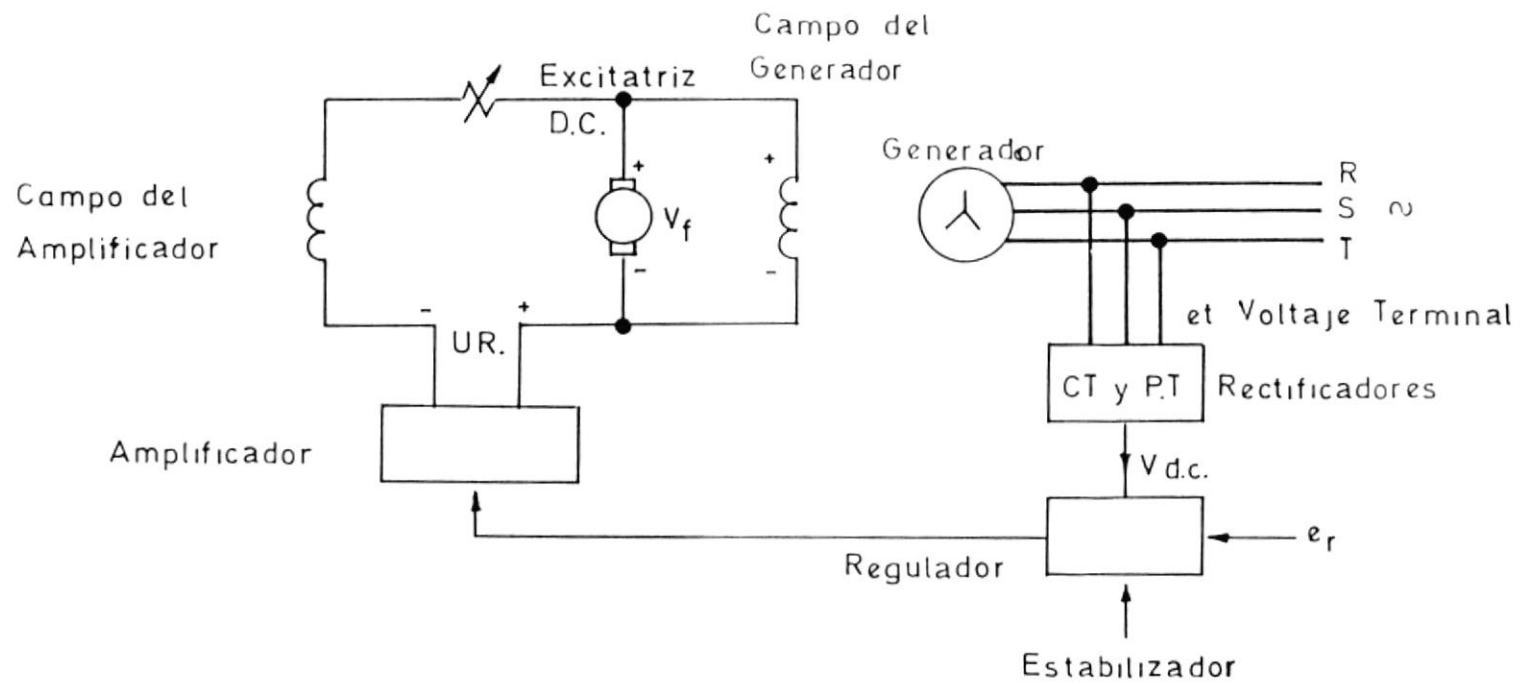 Campo del
Generador
Excitatriz
D.C.
+
+
Generador
R
S ~
T
Campo del
Amplificador
Vf
-
-
- +
UR.
et Voltaje Terminal
CT y P.T Rectificadores
Amplificador
V d.c.
er
Regulador
Estabilizador